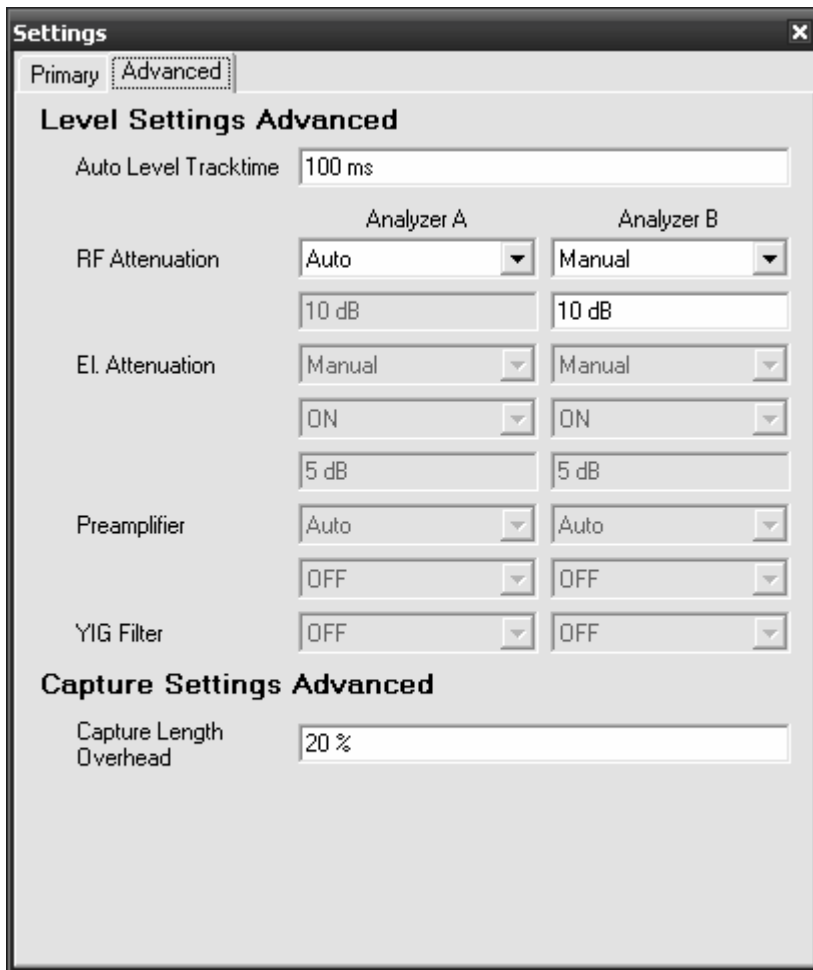 Settings
Primary Advanced
Level Settings Advanced
Auto Level Tracktime 100 ms
Analyzer A Analyzer B
RF Attenuation Auto Manual
10 dB 10 dB
El. Attenuation Manual Manual
ON ON
5 dB 5 dB
Preamplifier Auto Auto
OFF OFF
YIG Filter OFF OFF
Capture Settings Advanced
Capture Length
Overhead 20 %